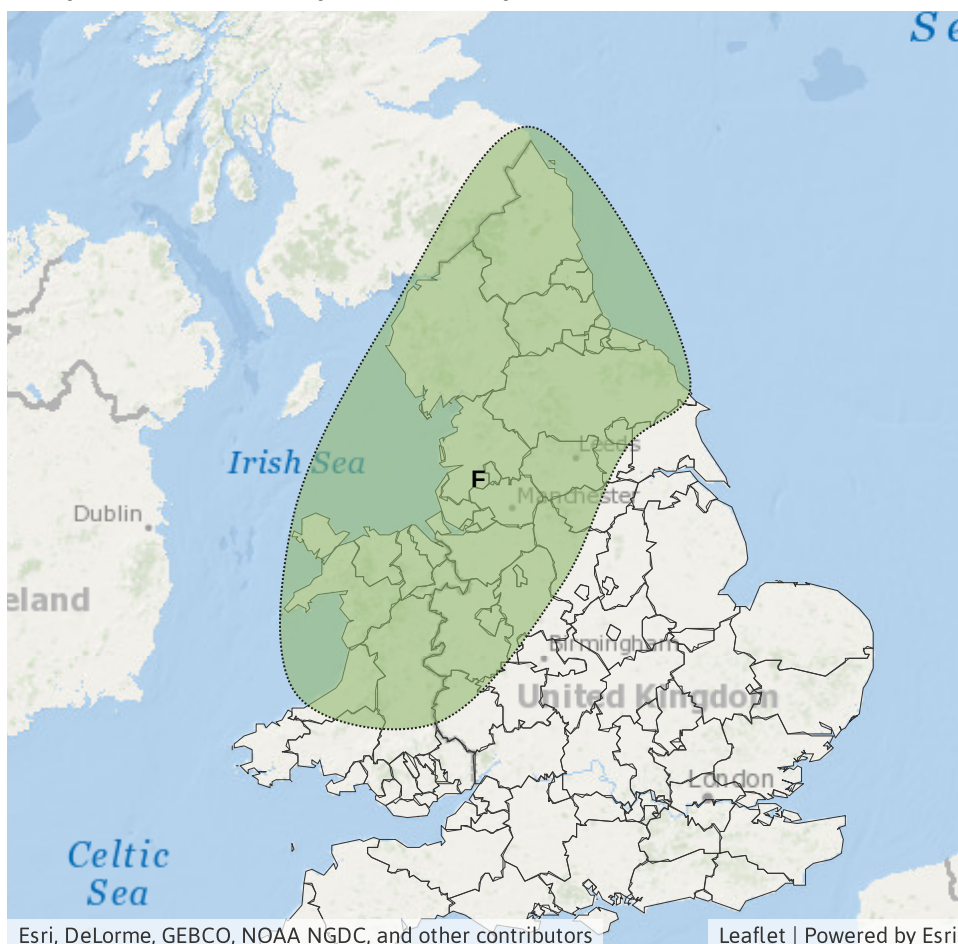 Irish Sea
Leeds
F
Manchester
Dublin
eland
Birmingham
United Kingdom
London
Celtic
Sea
Esri, DeLorme, GEBCO, NOAA NGDC, and other contributors
Leaflet | Powered by Esri